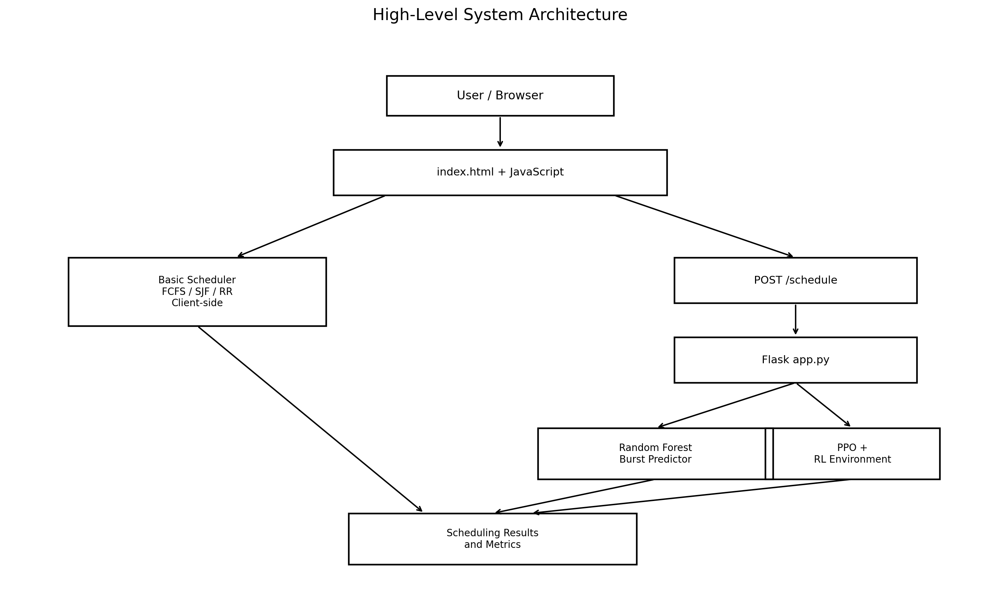 High-Level System Architecture
User / Browser
index.html + JavaScript
Basic Scheduler
FCFS / SJF / RR
Client-side
POST /schedule
Flask app.py
Random Forest
Burst Predictor
PPO +
RL Environment
Scheduling Results
and Metrics